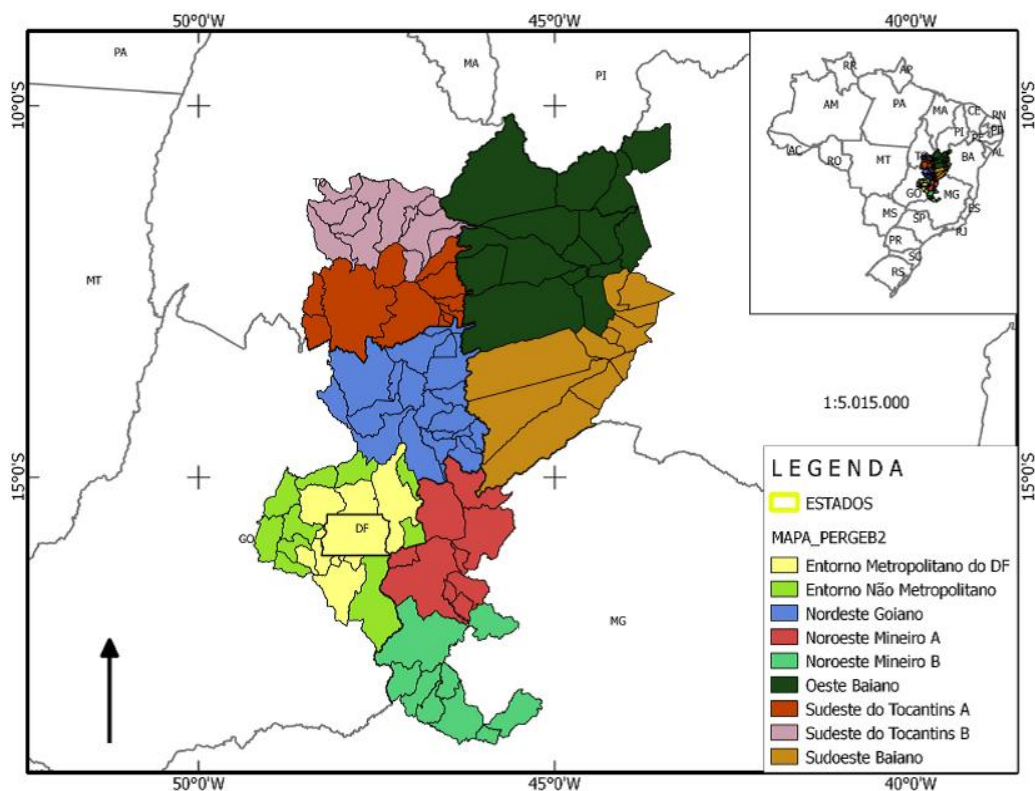 50°0'W 45°0'W 40°0'W
10°0'S
15°0'S
PA
MA
PI
TO
MT
GO
DF
MG
RR
AP
AM
PA
MA
CE
RN
PI
PB
PE
AC
RO
MT
TO
BA
AL
GO
MG
MS
ES
SP
RJ
PR
SC
RS
10°0'S
1:5.015.000
15°0'S
LEGENDA
ESTADOS
MAPA_PERGEB2
Entorno Metropolitano do DF
Entorno Não Metropolitano
Nordeste Goiano
Noroeste Mineiro A
Noroeste Mineiro B
Oeste Baiano
Sudeste do Tocantins A
Sudeste do Tocantins B
Sudoeste Baiano
50°0'W 45°0'W 40°0'W